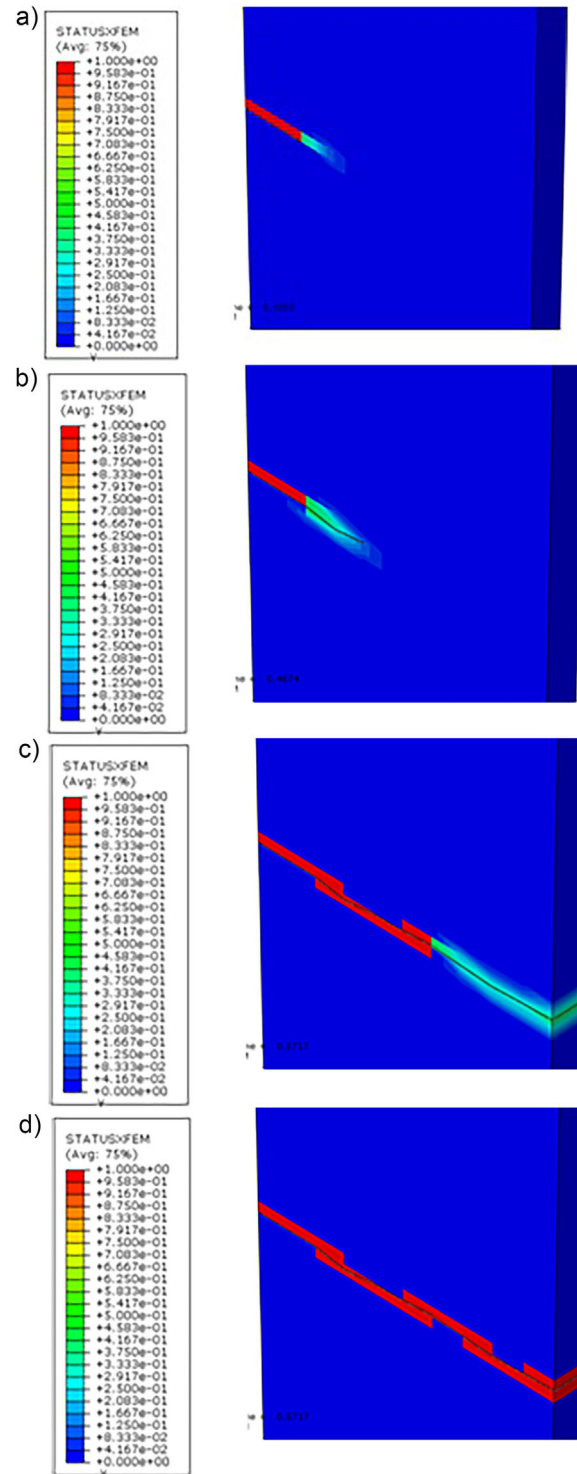 a)
STATUSXFEM
(Avg: 75%)
+1.000e+00
+9.583e-01
+9.167e-01
+8.750e-01
+8.333e-01
+7.917e-01
+7.500e-01
+7.083e-01
+6.667e-01
+6.250e-01
+5.833e-01
+5.417e-01
+5.000e-01
+4.583e-01
+4.167e-01
+3.750e-01
+3.333e-01
+2.917e-01
+2.500e-01
+2.083e-01
+1.667e-01
+1.250e-01
+8.333e-02
+4.167e-02
+0.000e+00
b)
STATUSXFEM
(Avg: 75%)
+1.000e+00
+9.583e-01
+9.167e-01
+8.750e-01
+8.333e-01
+7.917e-01
+7.500e-01
+7.083e-01
+6.667e-01
+6.250e-01
+5.833e-01
+5.417e-01
+5.000e-01
+4.583e-01
+4.167e-01
+3.750e-01
+3.333e-01
+2.917e-01
+2.500e-01
+2.083e-01
+1.667e-01
+1.250e-01
+8.333e-02
+4.167e-02
+0.000e+00
c)
STATUSXFEM
(Avg: 75%)
+1.000e+00
+9.583e-01
+9.167e-01
+8.750e-01
+8.333e-01
+7.917e-01
+7.500e-01
+7.083e-01
+6.667e-01
+6.250e-01
+5.833e-01
+5.417e-01
+5.000e-01
+4.583e-01
+4.167e-01
+3.750e-01
+3.333e-01
+2.917e-01
+2.500e-01
+2.083e-01
+1.667e-01
+1.250e-01
+8.333e-02
+4.167e-02
+0.000e+00
d)
STATUSXFEM
(Avg: 75%)
+1.000e+00
+9.583e-01
+9.167e-01
+8.750e-01
+8.333e-01
+7.917e-01
+7.500e-01
+7.083e-01
+6.667e-01
+6.250e-01
+5.833e-01
+5.417e-01
+5.000e-01
+4.583e-01
+4.167e-01
+3.750e-01
+3.333e-01
+2.917e-01
+2.500e-01
+2.083e-01
+1.667e-01
+1.250e-01
+8.333e-02
+4.167e-02
+0.000e+00